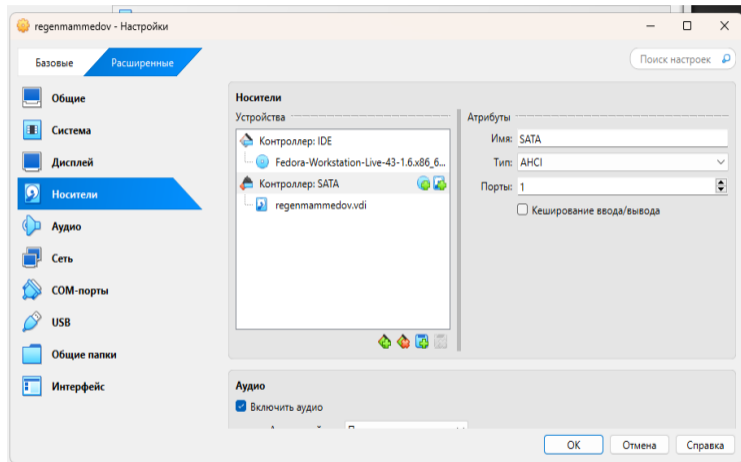 regenmammedov - Настройки
Базовые Расширенные Поиск настроек
Общие
Система
Дисплей
Носители
Аудио
Сеть
COM-порты
USB
Общие папки
Интерфейс
Носители
Устройства
Контроллер: IDE
Fedora-Workstation-Live-43-1.6.x86_6...
Контроллер: SATA
regenmammedov.vdi
Атрибуты
Имя: SATA
Тип: AHCI
Порты: 1
Кеширование ввода/вывода
Аудио
Включить аудио
OK Отмена Справка